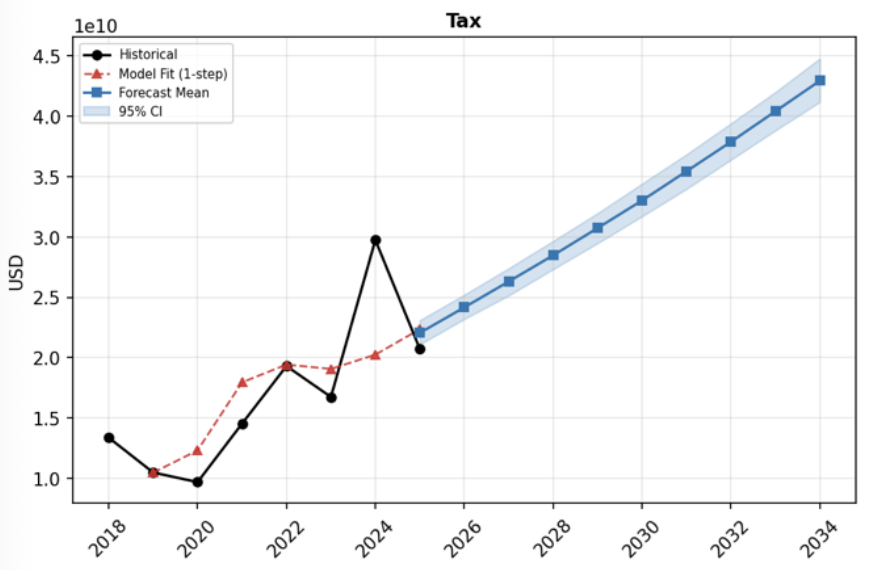 Tax
1e10
Historical
Model Fit (1-step)
Forecast Mean
95% CI
4.5
4.0
3.5
3.0
2.5
2.0
1.5
1.0
USD
2018
2020
2022
2024
2026
2028
2030
2032
2034